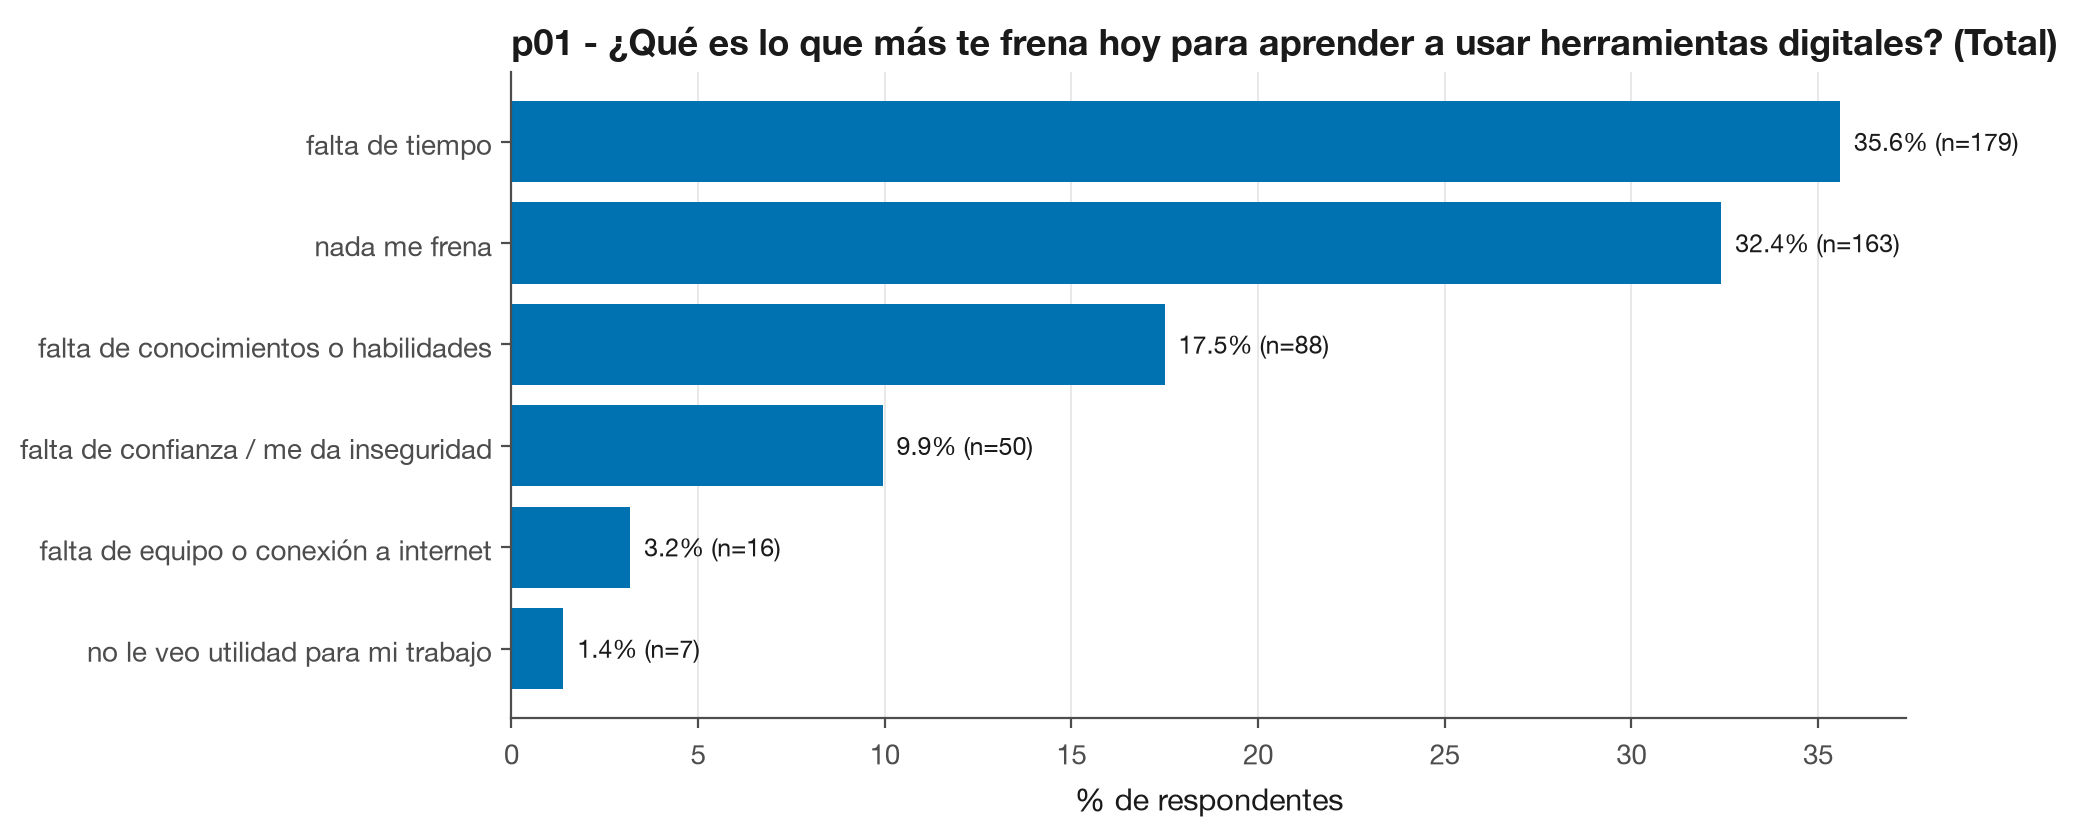 p01 - ¿Qué es lo que más te frena hoy para aprender a usar herramientas digitales? (Total)
falta de tiempo
35.6% (n=179)
nada me frena
32.4% (n=163)
falta de conocimientos o habilidades
17.5% (n=88)
falta de confianza / me da inseguridad
9.9% (n=50)
falta de equipo o conexión a internet
3.2% (n=16)
no le veo utilidad para mi trabajo
1.4% (n=7)
0 5 10 15 20 25 30 35
% de respondentes